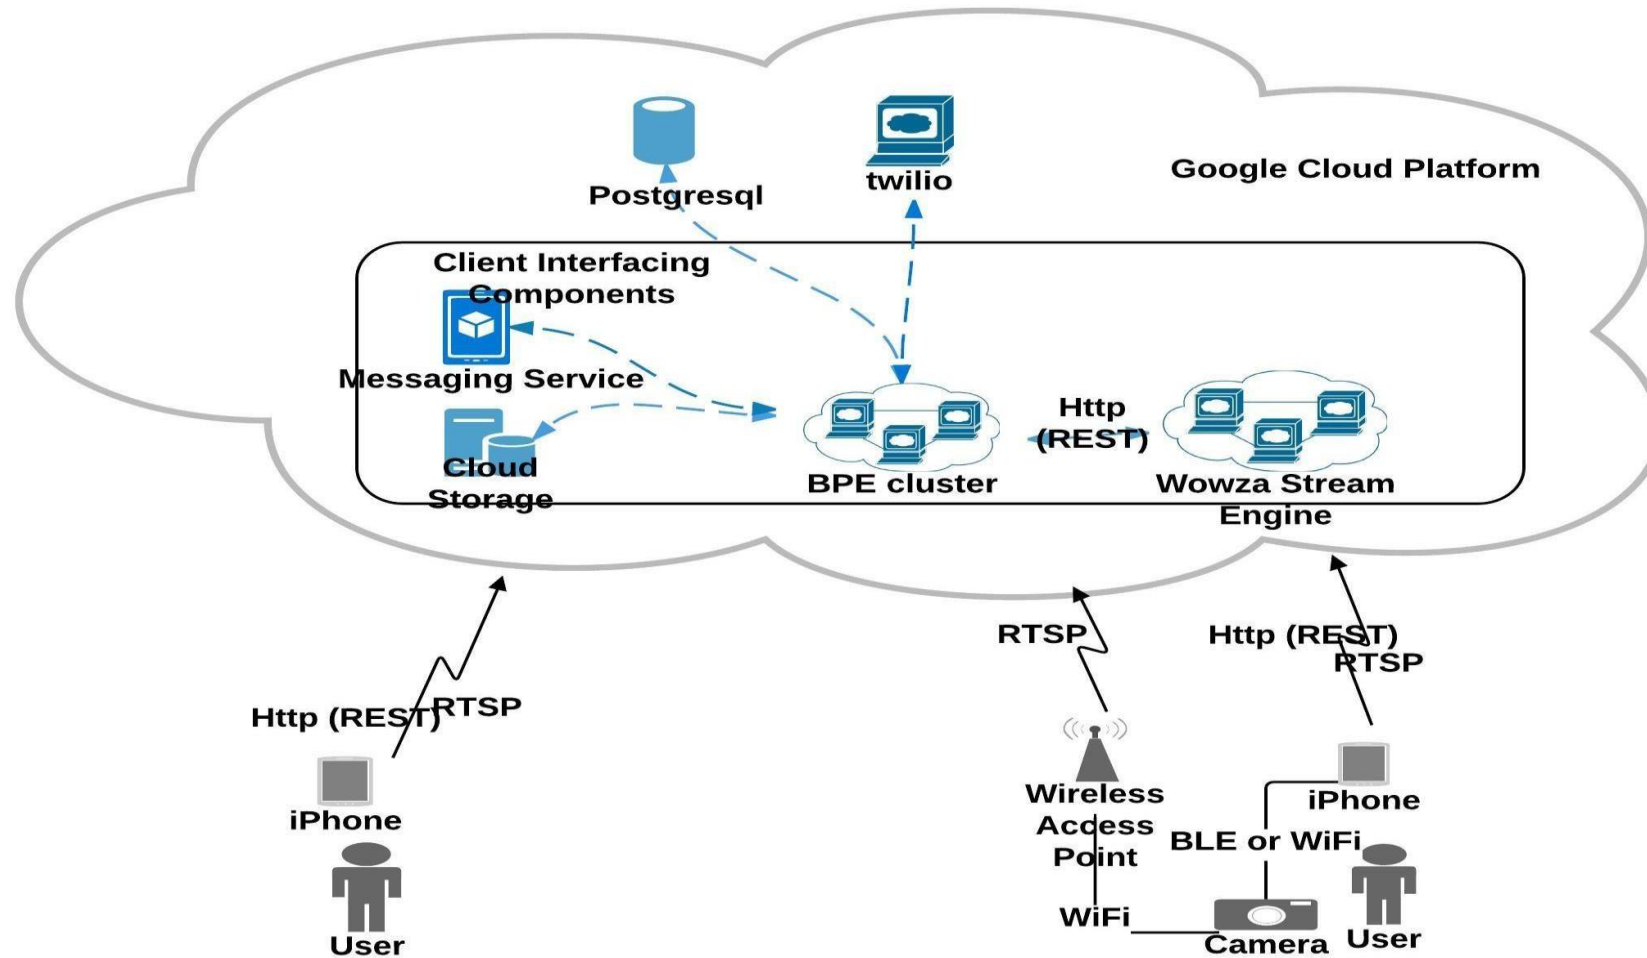 Google Cloud Platform
Postgresql
twilio
Client Interfacing
Components
Messaging Service
Cloud
Storage
BPE cluster
Http
(REST)
Wowza Stream
Engine
Http (REST)
RTSP
iPhone
User
RTSP
Wireless
Access
Point
WiFi
Http (REST)
RTSP
iPhone
BLE or WiFi
Camera
User